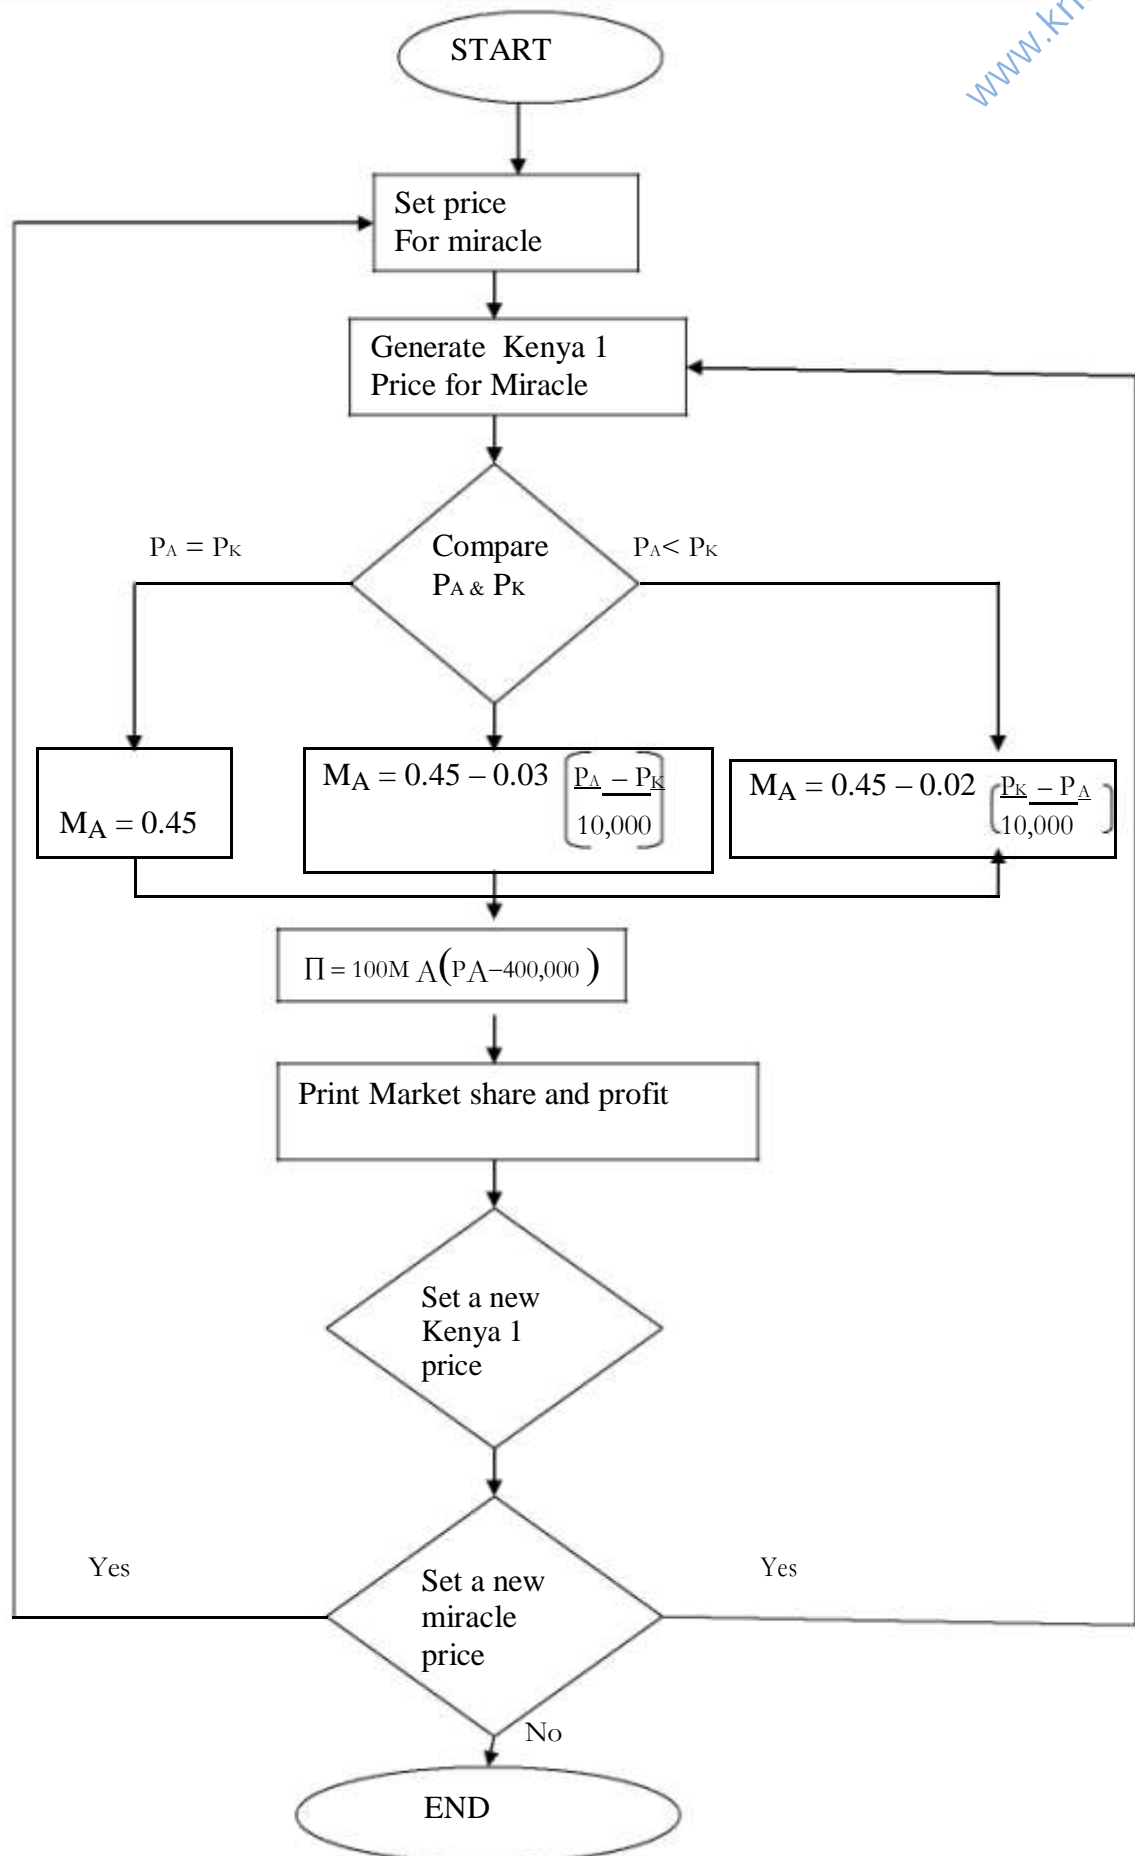 www.kn
START
Set price
For miracle
Generate Kenya 1
Price for Miracle
PA = PK
Compare
PA & PK
PA< PK
MA = 0.45
MA = 0.45 – 0.03 [PA – PK
10,000]
MA = 0.45 – 0.02 (PK – PA
10,000)
Π = 100M A(PA–400,000 )
Print Market share and profit
Set a new
Kenya 1
price
Yes
Set a new
miracle
price
Yes
No
END